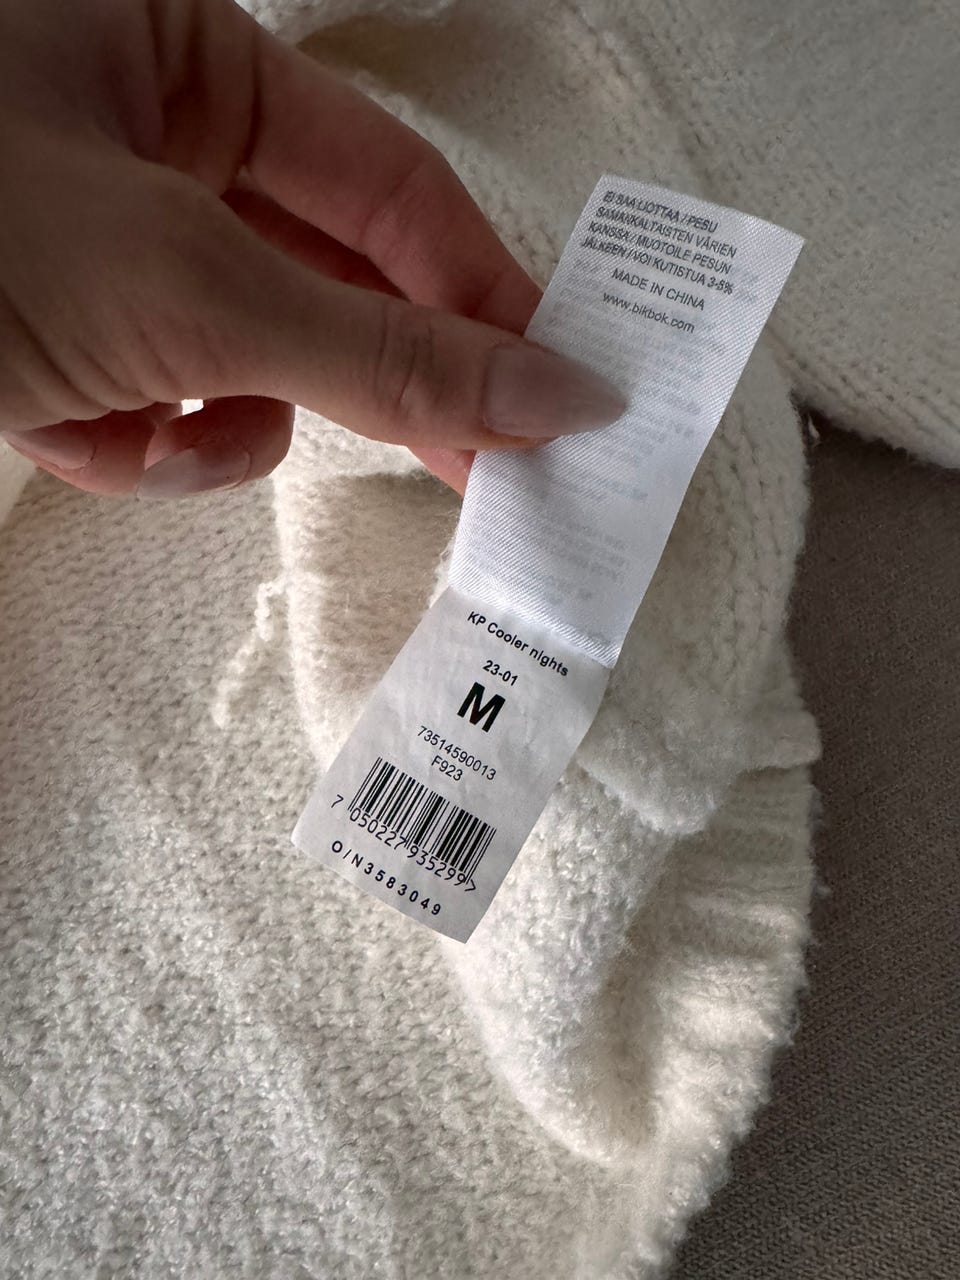 EI SAA LIOTTAA / PESU
SAMANKALTAISTEN VÄRIEN
KANSSA / MUOTOILE PESUN
JÄLKEEN / VOI KUTISTUA 3-5%
MADE IN CHINA
www.bikbok.com
KP Cooler nights
23-01
M
73514590013
F923
7 050227 935299>
O/N3583049